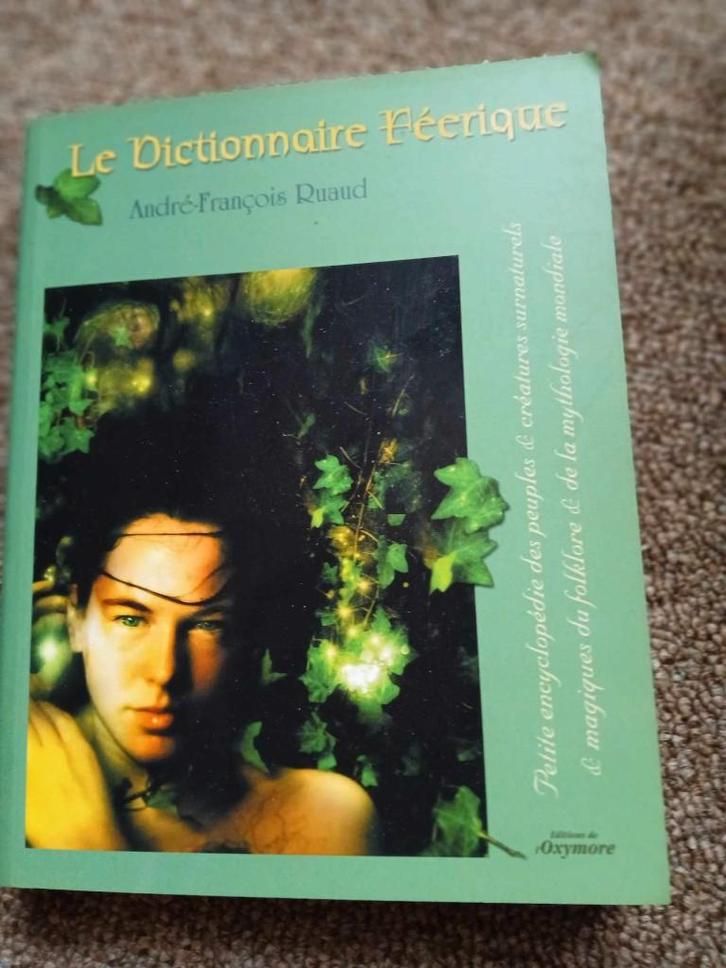 Le Dictionnaire Féerique
André-François Ruaud
Petite encyclopédie des peuples & créatures surnaturels
& magiques du folklore & de la mythologie mondiale
Editions de
l'Oxymore